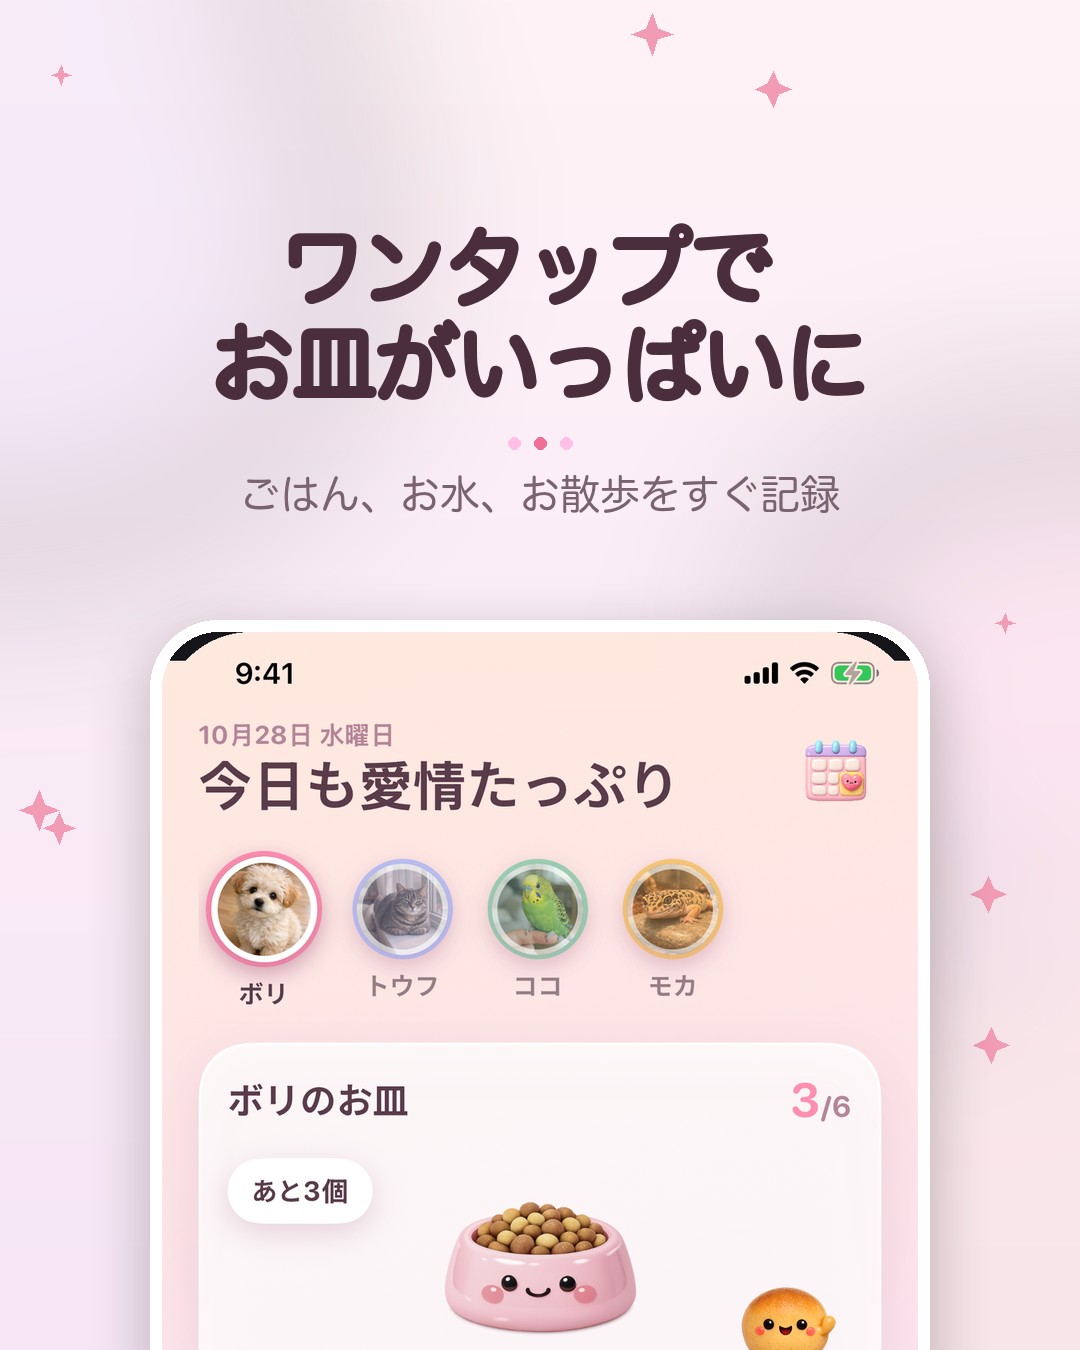 ワンタップで
お皿がいっぱいに
ごはん、お水、お散歩をすぐ記録
9:41
10月28日 水曜日
今日も愛情たっぷり
ボリ
トウフ
ココ
モカ
ボリのお皿
3/6
あと3個